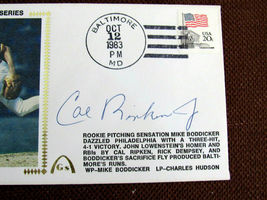 SERIES
BALTIMORE
OCT
12
1983
PM
MD
USA
20c
Cal Ripken Jr
ROOKIE PITCHING SENSATION MIKE BODDICKER
DAZZLED PHILADELPHIA WITH A THREE-HIT,
4-1 VICTORY. JOHN LOWENSTEIN'S HOMER AND
RBIs BY CAL RIPKEN, RICK DEMPSEY, AND
BODDICKER'S SACRIFICE FLY PRODUCED BALTI-
MORE'S RUNS.
WP-MIKE BODDICKER LP-CHARLES HUDSON
Gs